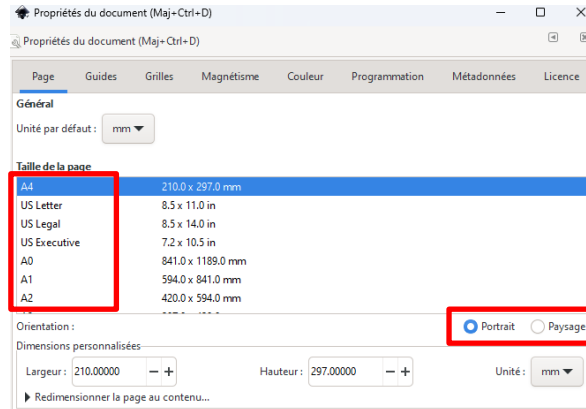 Propriétés du document (Maj+Ctrl+D)
Propriétés du document (Maj+Ctrl+D)
Page Guides Grilles Magnétisme Couleur Programmation Métadonnées Licence
Général
Unité par défaut : mm
Taille de la page
A4 210.0 x 297.0 mm
US Letter 8.5 x 11.0 in
US Legal 8.5 x 14.0 in
US Executive 7.2 x 10.5 in
A0 841.0 x 1189.0 mm
A1 594.0 x 841.0 mm
A2 420.0 x 594.0 mm
Orientation : Portrait Paysage
Dimensions personnalisées
Largeur : 210.00000 Hauteur : 297.00000 Unité : mm
Redimensionner la page au contenu...